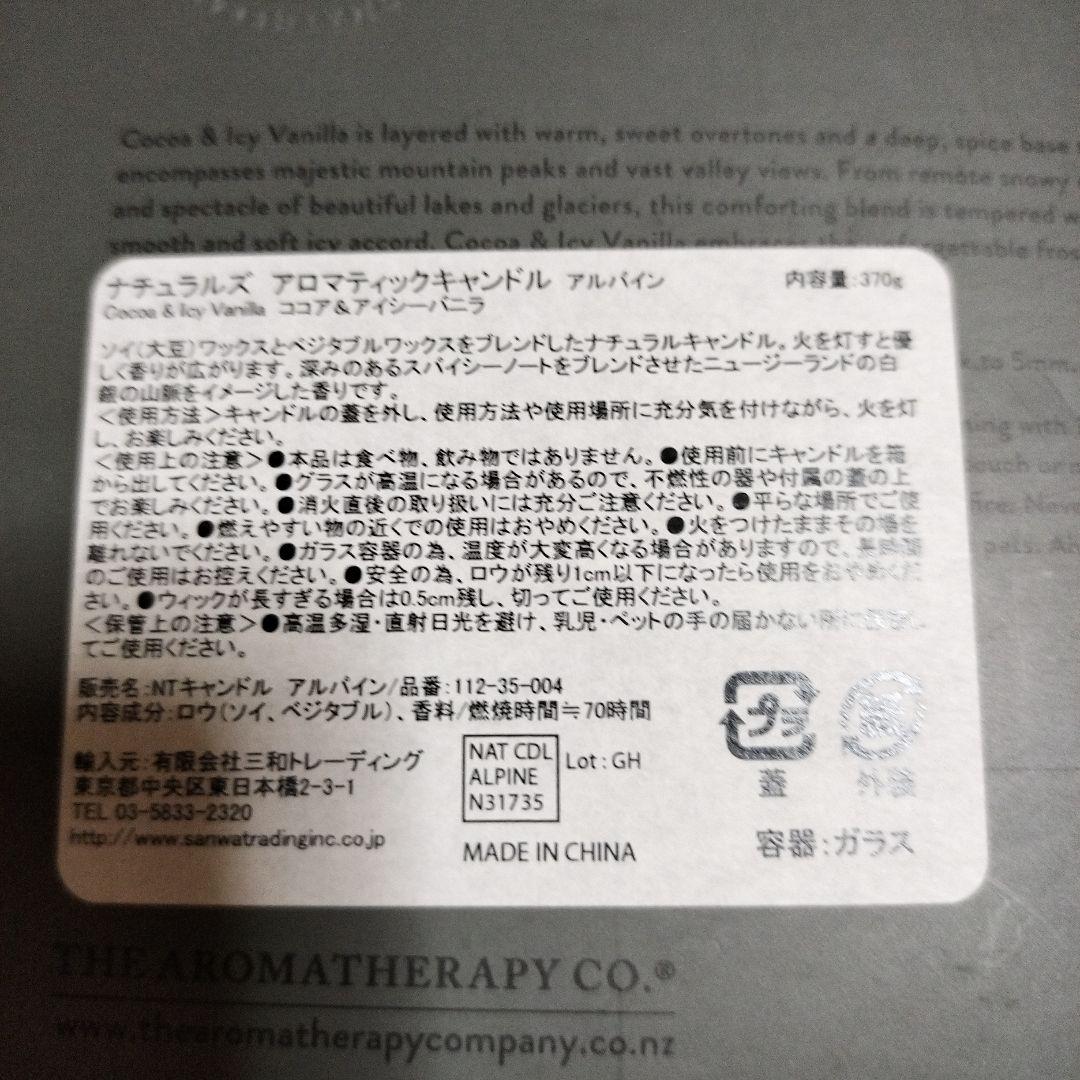 Cocoa & Icy Vanilla is layered with warm, sweet overtones and a deep, spice base
encompasses majestic mountain peaks and vast valley views. From remote snowy
and spectacle of beautiful lakes and glaciers, this comforting blend is tempered
smooth and soft icy accord. Cocoa & Icy Vanilla embraces the unforgettable
ナチュラルズ アロマティックキャンドル アルパイン 内容量:370g
Cocoa & Icy Vanilla ココア&アイシーバニラ
ソイ(大豆)ワックスとベジタブルワックスをブレンドしたナチュラルキャンドル。火を灯すと優
しく香りが広がります。深みのあるスパイシーノートをブレンドさせたニュージーランドの白
銀の山脈をイメージした香りです。
to 5mm.
<使用方法>キャンドルの蓋を外し、使用方法や使用場所に充分気を付けながら、火を灯
し、お楽しみください。
with
<使用上の注意>●本品は食べ物、飲み物ではありません。●使用前にキャンドルを箱
から出してください。●グラスが高温になる場合があるので、不燃性の器や付属の蓋の上
touch or
でお楽しみください。●消火直後の取り扱いには充分ご注意ください。●平らな場所でご使
用ください。●燃えやすい物の近くでの使用はおやめください。●火をつけたままその場を
離れないでください。●ガラス容器の為、温度が大変高くなる場合がありますので、長時間
pets.
のご使用はお控えください。●安全の為、ロウが残り1cm以下になったら使用をおやめくだ
さい。●ウィックが長すぎる場合は0.5cm残し、切ってご使用ください。
<保管上の注意>●高温多湿・直射日光を避け、乳児・ペットの手の届かない所に
てご使用ください。
販売名:NTキャンドル アルパイン/品番:112-35-004
内容成分:ロウ(ソイ、ベジタブル)、香料/燃焼時間≒70時間
プラ
紙
蓋
外装
輸入元:有限会社三和トレーディング
東京都中央区東日本橋2-3-1
TEL 03-5833-2320
http://www.sanwatradinginc.co.jp
NAT CDL
ALPINE
N31735
Lot:GH
MADE IN CHINA
容器:ガラス
THE AROMATHERAPY CO.®
www.thearomatherapycompany.co.nz